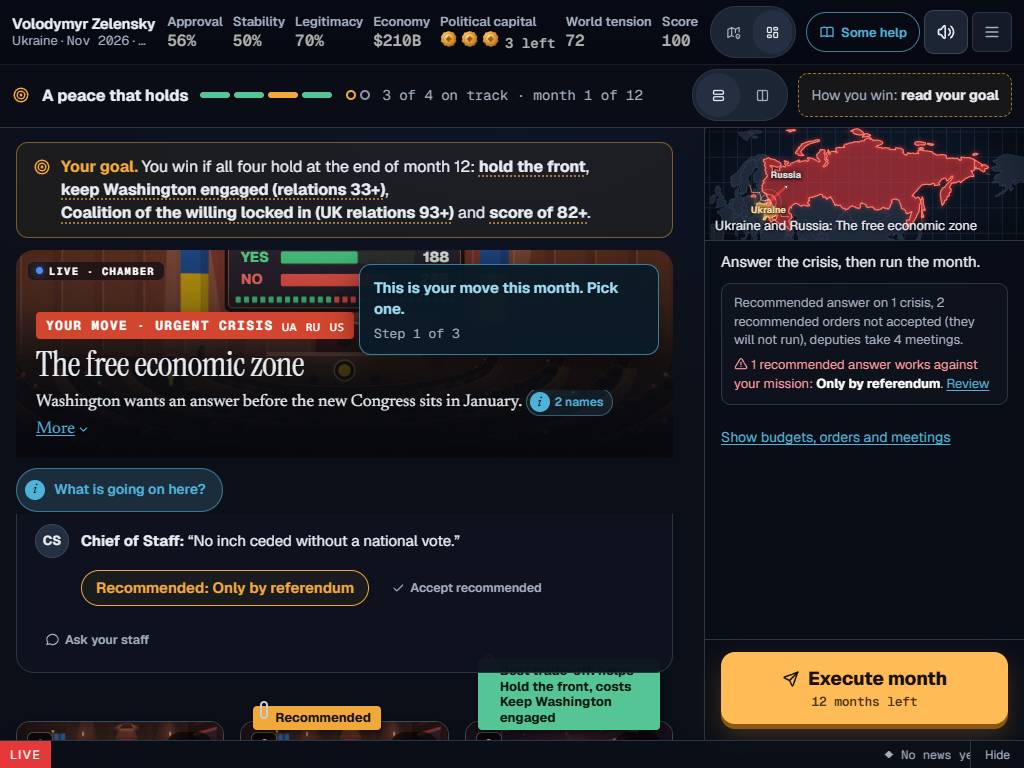 Volodymyr Zelensky
Ukraine · Nov 2026 · …
Approval
56%
Stability
50%
Legitimacy
70%
Economy
$210B
Political capital
3 left
World tension
72
Score
100
Some help
A peace that holds
3 of 4 on track · month 1 of 12
How you win: read your goal
Your goal. You win if all four hold at the end of month 12: hold the front,
keep Washington engaged (relations 33+),
Coalition of the willing locked in (UK relations 93+) and score of 82+.
LIVE · CHAMBER
YES 188
NO
YOUR MOVE · URGENT CRISIS UA RU US
This is your move this month. Pick
one.
Step 1 of 3
The free economic zone
Washington wants an answer before the new Congress sits in January. i 2 names
More
i What is going on here?
CS Chief of Staff: “No inch ceded without a national vote.”
Recommended: Only by referendum
Accept recommended
Ask your staff
Recommended
Hold the front, costs
Keep Washington
engaged
Russia
Ukraine
Ukraine and Russia: The free economic zone
Answer the crisis, then run the month.
Recommended answer on 1 crisis, 2
recommended orders not accepted (they
will not run), deputies take 4 meetings.
1 recommended answer works against
your mission: Only by referendum. Review
Show budgets, orders and meetings
Execute month
12 months left
LIVE
◆ No news ye
Hide